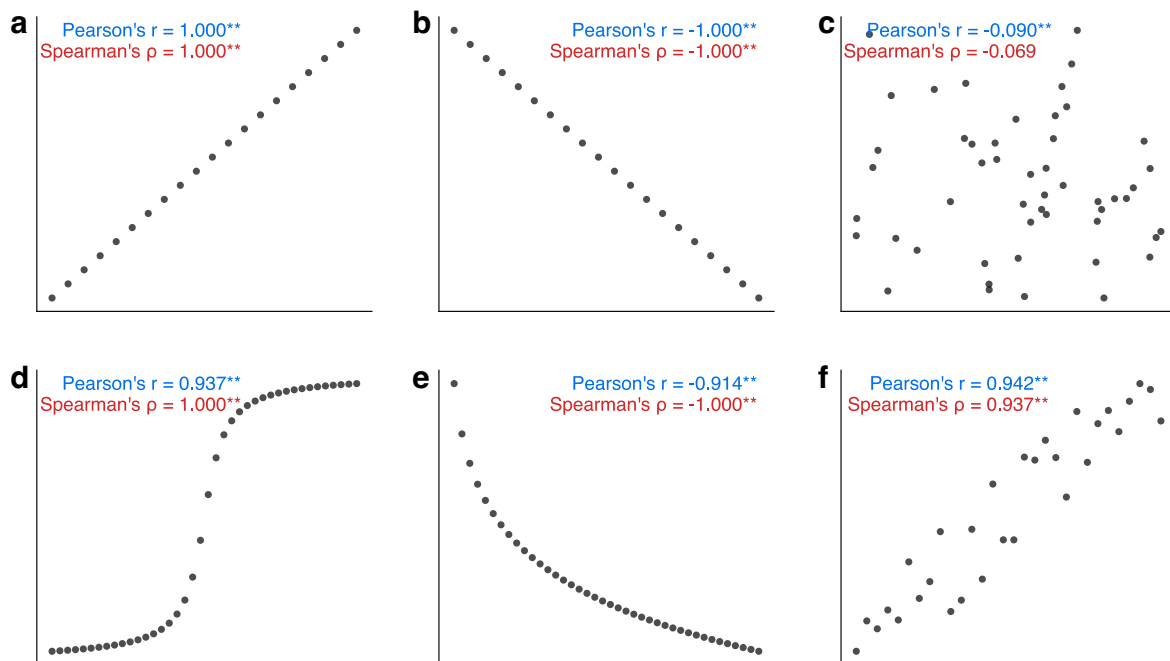 a
Pearson's r = 1.000**
Spearman's ρ = 1.000**
b
Pearson's r = -1.000**
Spearman's ρ = -1.000**
c
Pearson's r = -0.090**
Spearman's ρ = -0.069
d
Pearson's r = 0.937**
Spearman's ρ = 1.000**
e
Pearson's r = -0.914**
Spearman's ρ = -1.000**
f
Pearson's r = 0.942**
Spearman's ρ = 0.937**